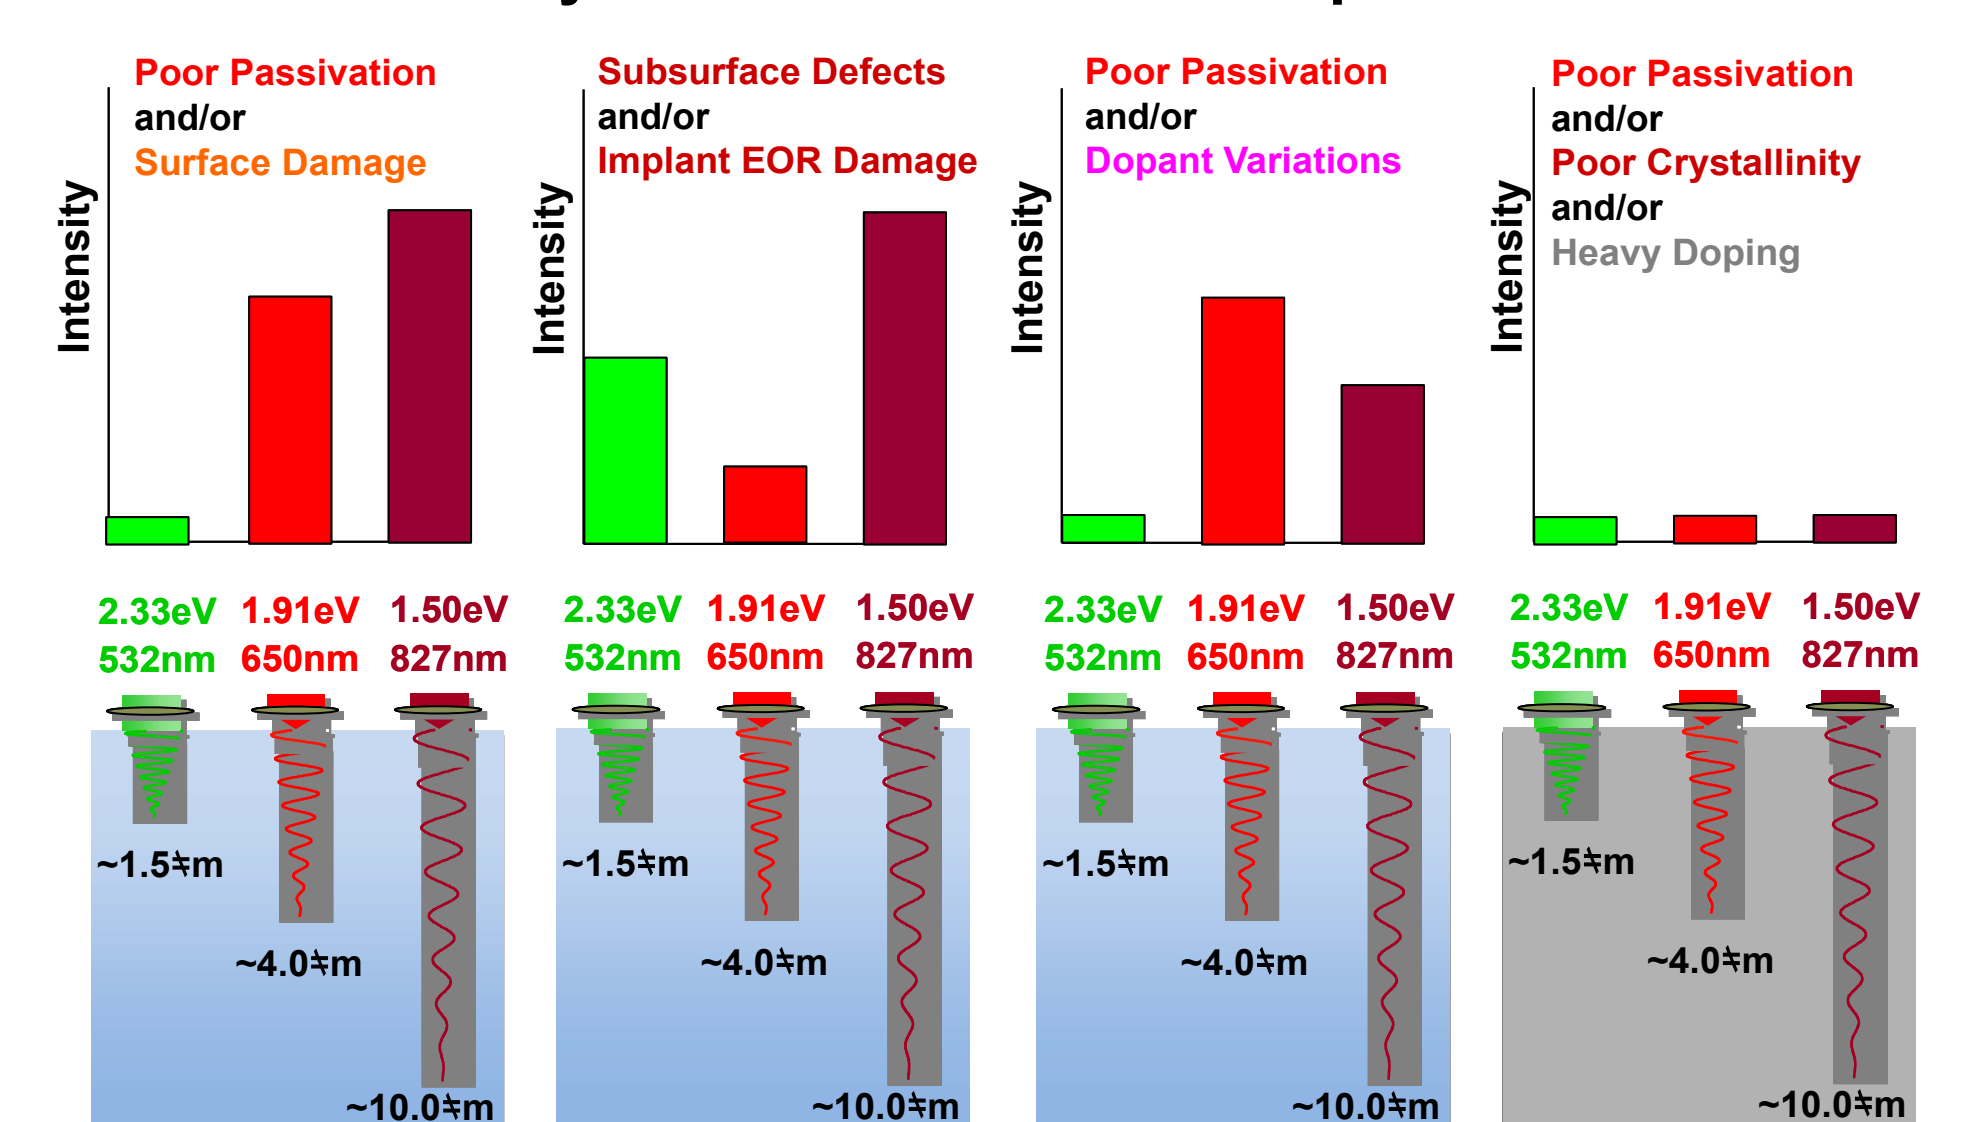 Intensity
Poor Passivation
and/or
Surface Damage
2.33eV 1.91eV 1.50eV
532nm 650nm 827nm
~1.5⧧m
~4.0⧧m
~10.0⧧m
Intensity
Subsurface Defects
and/or
Implant EOR Damage
2.33eV 1.91eV 1.50eV
532nm 650nm 827nm
~1.5⧧m
~4.0⧧m
~10.0⧧m
Intensity
Poor Passivation
and/or
Dopant Variations
2.33eV 1.91eV 1.50eV
532nm 650nm 827nm
~1.5⧧m
~4.0⧧m
~10.0⧧m
Intensity
Poor Passivation
and/or
Poor Crystallinity
and/or
Heavy Doping
2.33eV 1.91eV 1.50eV
532nm 650nm 827nm
~1.5⧧m
~4.0⧧m
~10.0⧧m